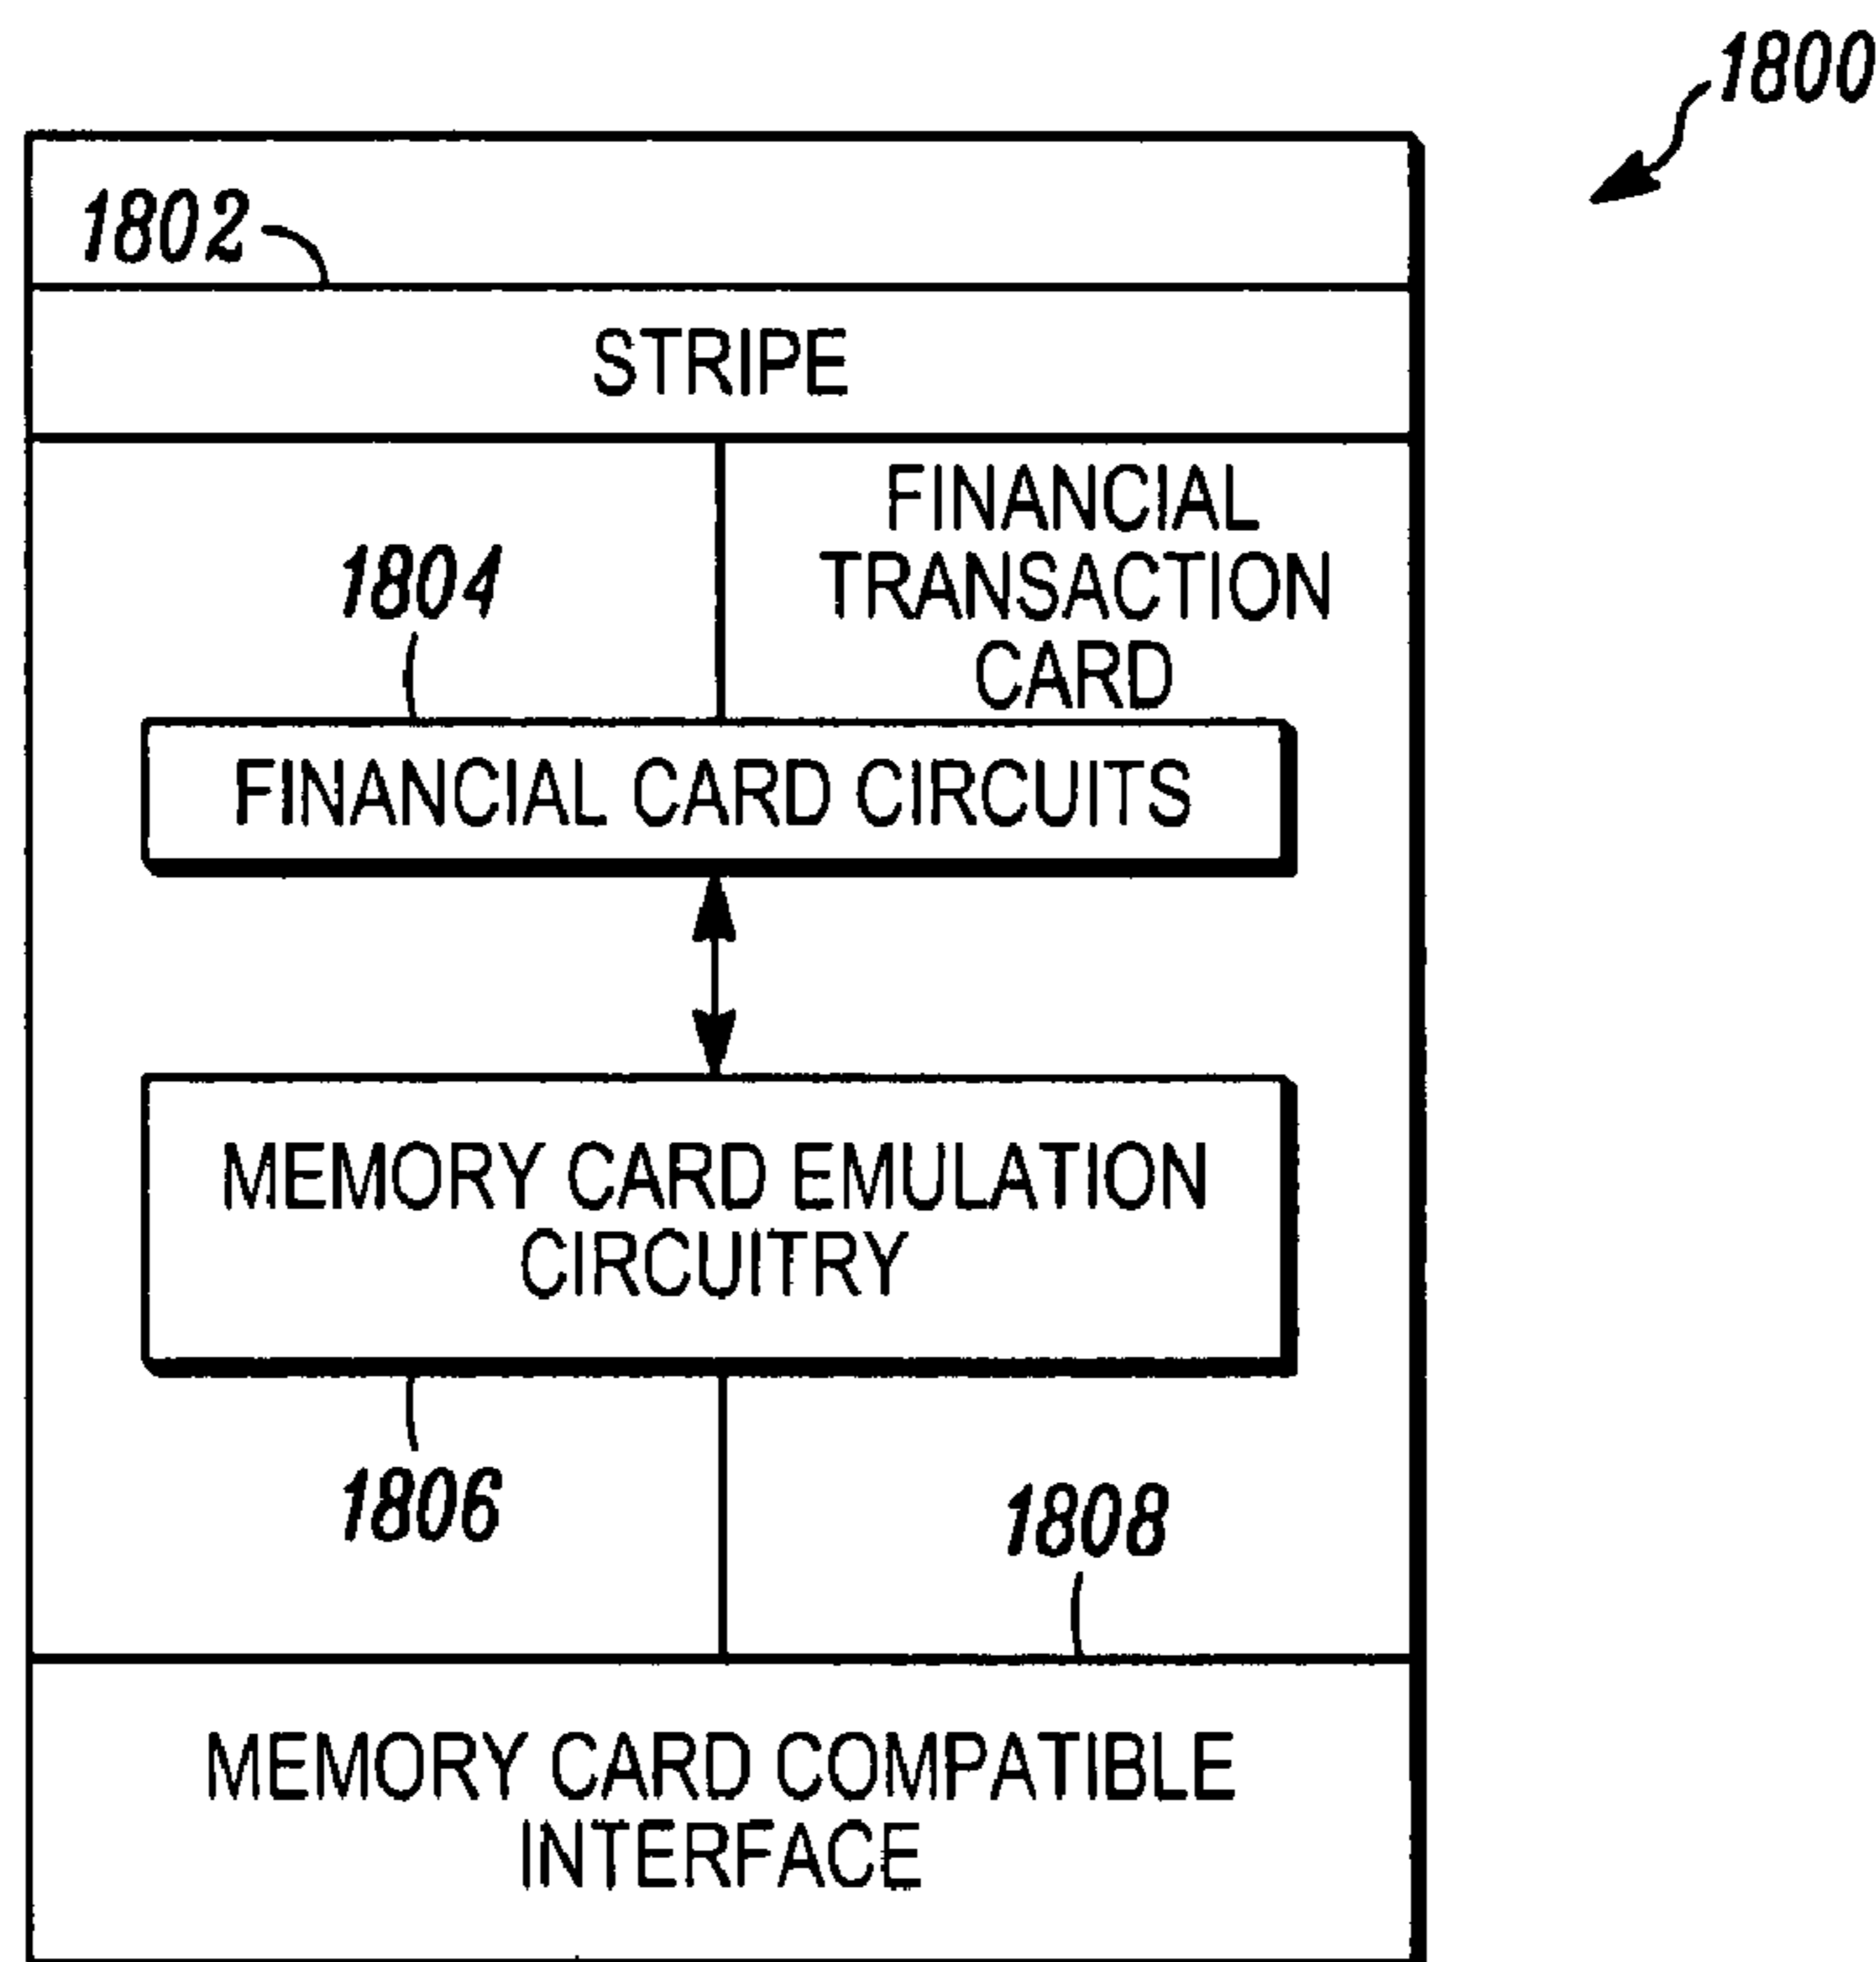 1800
1802
STRIPE
FINANCIAL
TRANSACTION
CARD
1804
FINANCIAL CARD CIRCUITS
MEMORY CARD EMULATION
CIRCUITRY
1806
1808
MEMORY CARD COMPATIBLE
INTERFACE